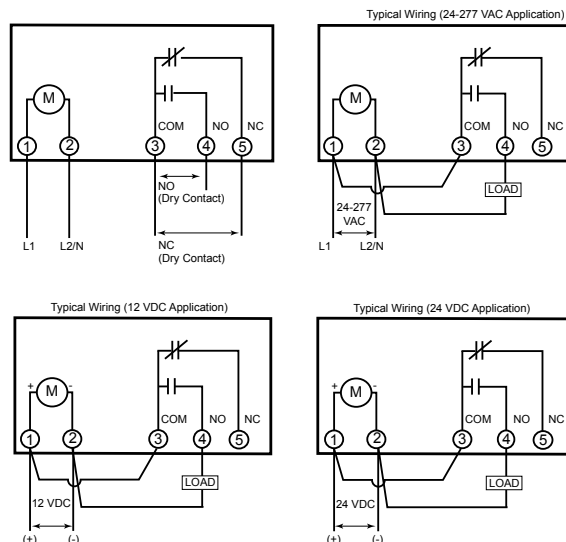 Typical Wiring (24-277 VAC Application)
M
COM NO NC
1 2 3 4 5
NO
(Dry Contact)
NC
(Dry Contact)
L1 L2/N
M
COM NO NC
1 2 3 4 5
LOAD
24-277
VAC
L1 L2/N
Typical Wiring (12 VDC Application)
+ M -
COM NO NC
1 2 3 4 5
LOAD
12 VDC
(+) (-)
Typical Wiring (24 VDC Application)
+ M -
COM NO NC
1 2 3 4 5
LOAD
24 VDC
(+) (-)